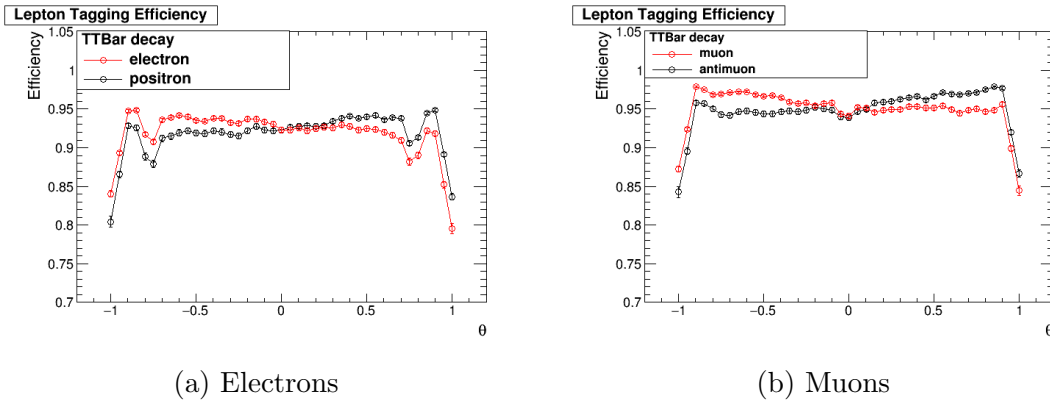 Lepton Tagging Efficiency
Efficiency
1.05
1
0.95
0.9
0.85
0.8
0.75
0.7
TTBar decay
electron
positron
−1
−0.5
0
0.5
1
θ
(a) Electrons
Lepton Tagging Efficiency
Efficiency
1.05
1
0.95
0.9
0.85
0.8
0.75
0.7
TTBar decay
muon
antimuon
−1
−0.5
0
0.5
1
θ
(b) Muons